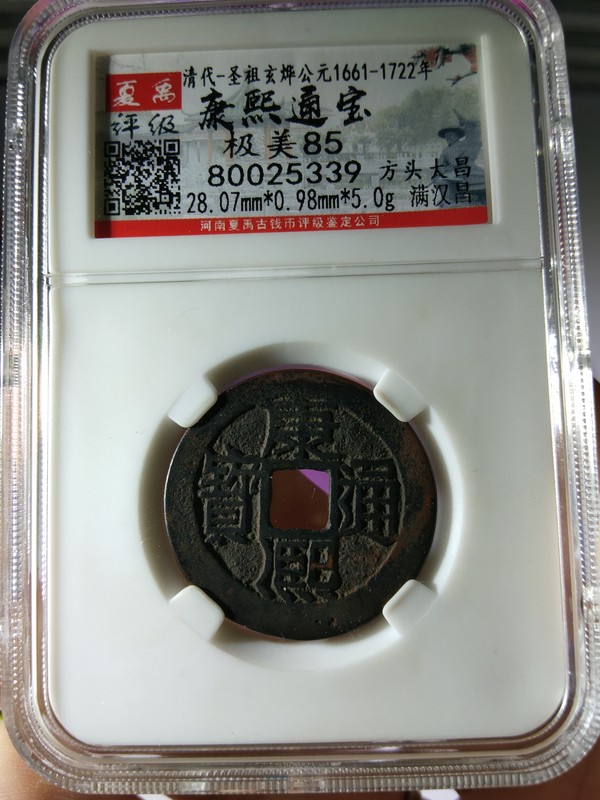 清代-圣祖玄烨公元1661-1722年
夏禹 康熙通宝
评级 极美85
80025339 方头大昌
28.07mm*0.98mm*5.0g 满汉昌
河南夏禹古钱币评级鉴定公司
康
寶 通
熙